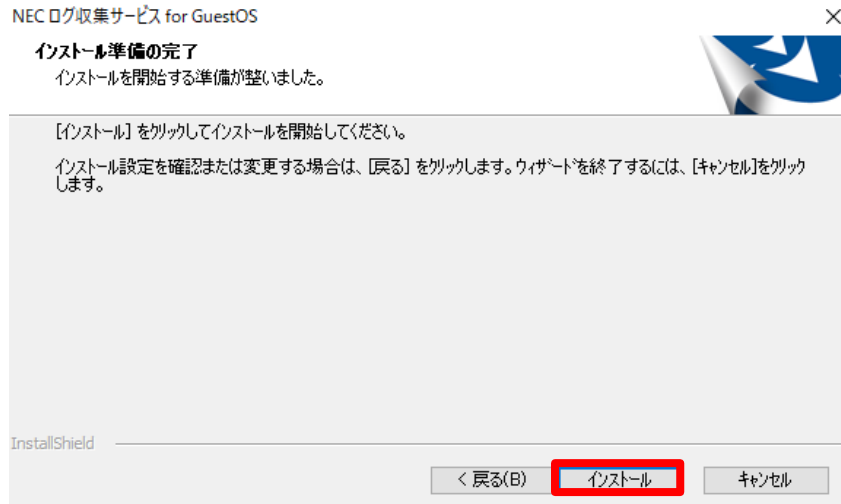 NEC ログ収集サービス for GuestOS
インストール準備の完了
インストールを開始する準備が整いました。
[インストール] をクリックしてインストールを開始してください。
インストール設定を確認または変更する場合は、[戻る] をクリックします。ウィザードを終了するには、[キャンセル]をクリック
します。
InstallShield
< 戻る(B)
インストール
キャンセル